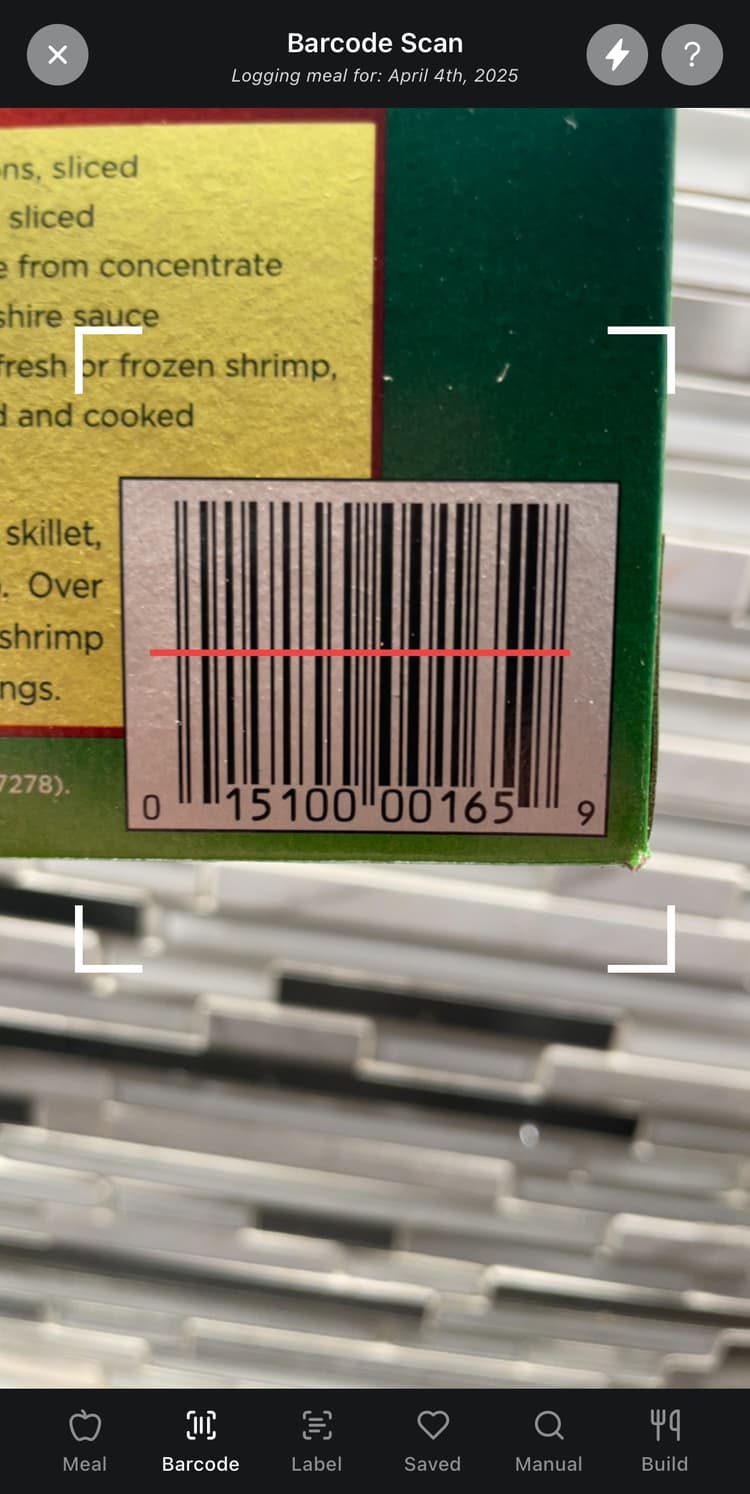 Barcode Scan
Logging meal for: April 4th, 2025
?
ns, sliced
sliced
e from concentrate
shire sauce
fresh or frozen shrimp,
d and cooked
skillet,
. Over
shrimp
ngs.
7278).
0 15100 00165 9
Meal
Barcode
Label
Saved
Manual
Build